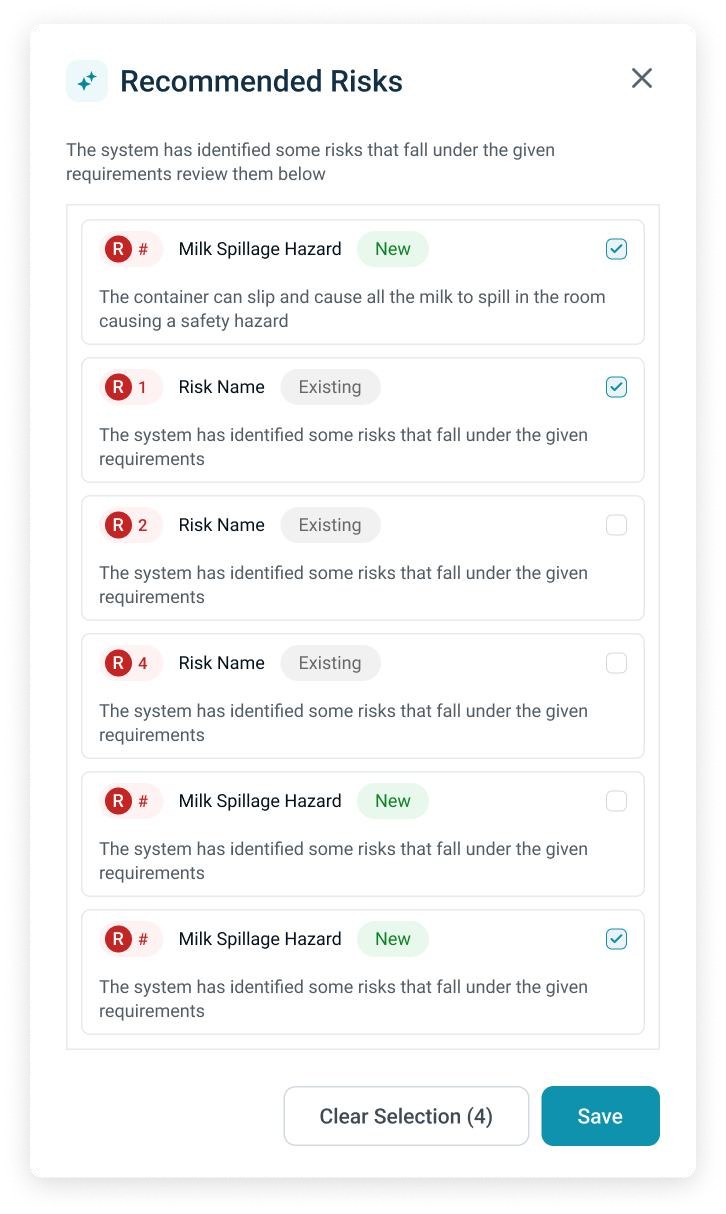 Recommended Risks
The system has identified some risks that fall under the given
requirements review them below
R # Milk Spillage Hazard New
The container can slip and cause all the milk to spill in the room
causing a safety hazard
R 1 Risk Name Existing
The system has identified some risks that fall under the given
requirements
R 2 Risk Name Existing
The system has identified some risks that fall under the given
requirements
R 4 Risk Name Existing
The system has identified some risks that fall under the given
requirements
R # Milk Spillage Hazard New
The system has identified some risks that fall under the given
requirements
R # Milk Spillage Hazard New
The system has identified some risks that fall under the given
requirements
Clear Selection (4) Save